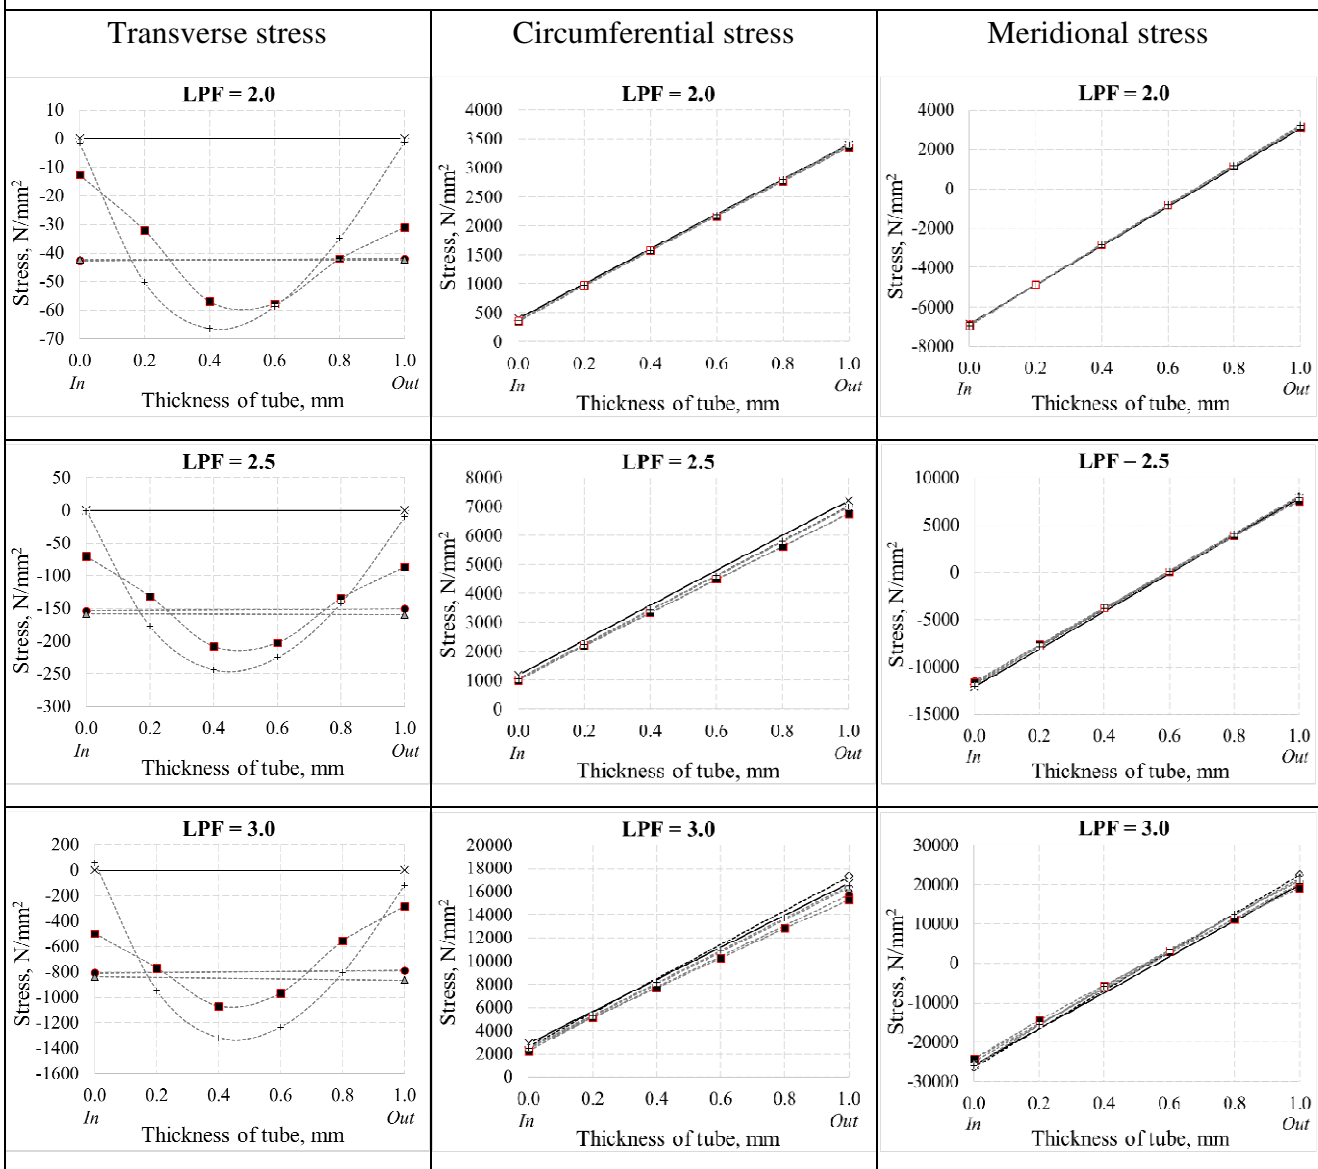 Transverse stress
Circumferential stress
Meridional stress
LPF = 2.0
Stress, N/mm²
10
0
-10
-20
-30
-40
-50
-60
-70
0.0 0.2 0.4 0.6 0.8 1.0
In Out
Thickness of tube, mm
LPF = 2.0
Stress, N/mm²
4000
3500
3000
2500
2000
1500
1000
500
0
0.0 0.2 0.4 0.6 0.8 1.0
In Out
Thickness of tube, mm
LPF = 2.0
Stress, N/mm²
4000
2000
0
-2000
-4000
-6000
-8000
0.0 0.2 0.4 0.6 0.8 1.0
In Out
Thickness of tube, mm
LPF = 2.5
Stress, N/mm²
50
0
-50
-100
-150
-200
-250
-300
0.0 0.2 0.4 0.6 0.8 1.0
In Out
Thickness of tube, mm
LPF = 2.5
Stress, N/mm²
8000
7000
6000
5000
4000
3000
2000
1000
0
0.0 0.2 0.4 0.6 0.8 1.0
In Out
Thickness of tube, mm
LPF – 2.5
Stress, N/mm²
10000
5000
0
-5000
-10000
-15000
0.0 0.2 0.4 0.6 0.8 1.0
In Out
Thickness of tube, mm
LPF = 3.0
Stress, N/mm²
200
0
-200
-400
-600
-800
-1000
-1200
-1400
-1600
0.0 0.2 0.4 0.6 0.8 1.0
In Out
Thickness of tube, mm
LPF = 3.0
Stress, N/mm²
20000
18000
16000
14000
12000
10000
8000
6000
4000
2000
0
0.0 0.2 0.4 0.6 0.8 1.0
In Out
Thickness of tube, mm
LPF = 3.0
Stress, N/mm²
30000
20000
10000
0
-10000
-20000
-30000
0.0 0.2 0.4 0.6 0.8 1.0
In Out
Thickness of tube, mm